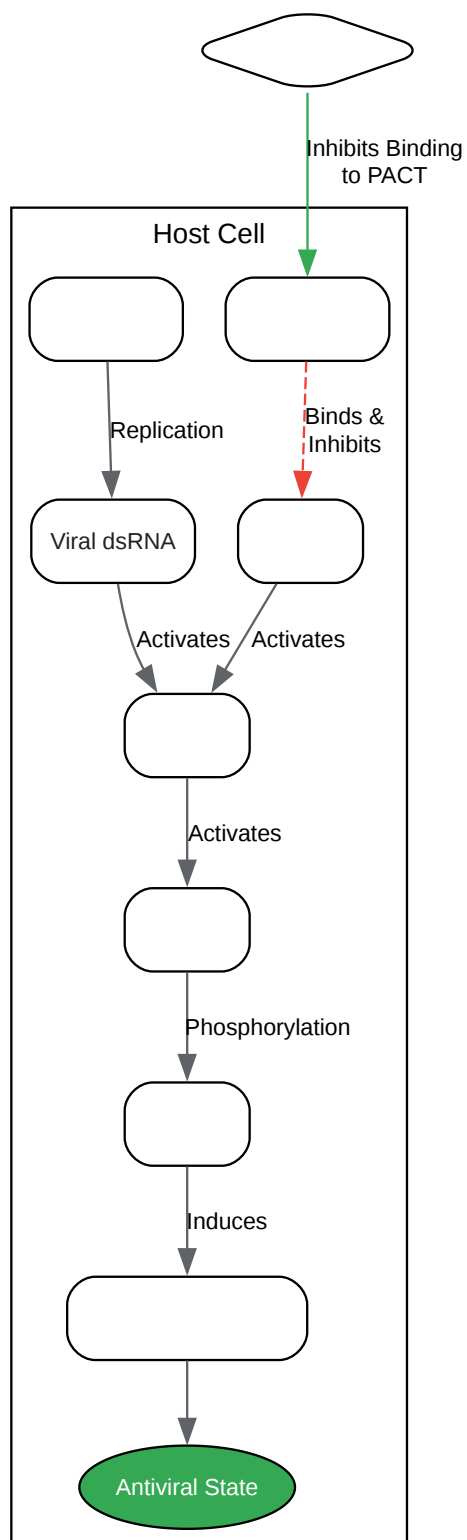 Inhibits Binding
to PACT
Host Cell
Replication
Binds &
Inhibits
Viral dsRNA
Activates
Activates
Activates
Phosphorylation
Induces
Antiviral State